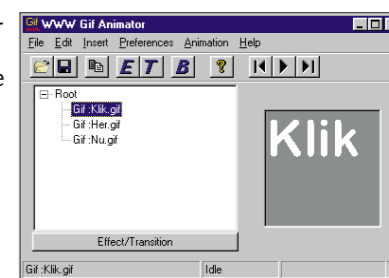 WWW Gif Animator
File Edit Insert Preferences Animation Help
E T B ?
Root
Gif :Klik.gif
Gif :Her.gif
Gif :Nu.gif
Klik
Effect/Transition
Gif :Klik.gif Idle